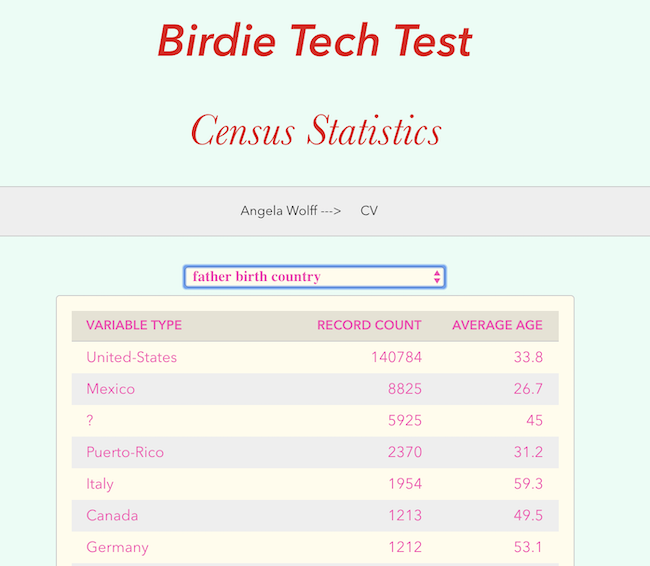 Birdie Tech Test
Census Statistics
Angela Wolff ---> CV
father birth country
VARIABLE TYPE RECORD COUNT AVERAGE AGE
United-States 140784 33.8
Mexico 8825 26.7
? 5925 45
Puerto-Rico 2370 31.2
Italy 1954 59.3
Canada 1213 49.5
Germany 1212 53.1